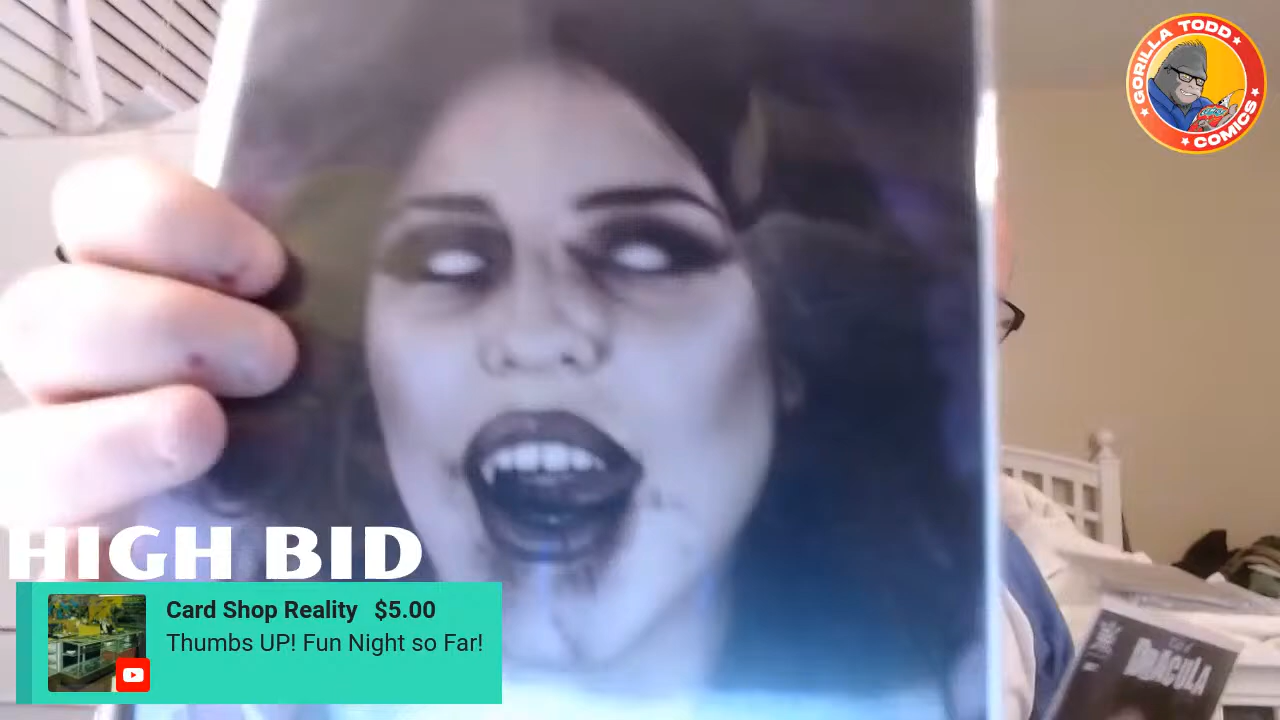 GORILLA TODD
COMICS
HIGH BID
Card Shop Reality $5.00
Thumbs UP! Fun Night so Far!
DRACULA